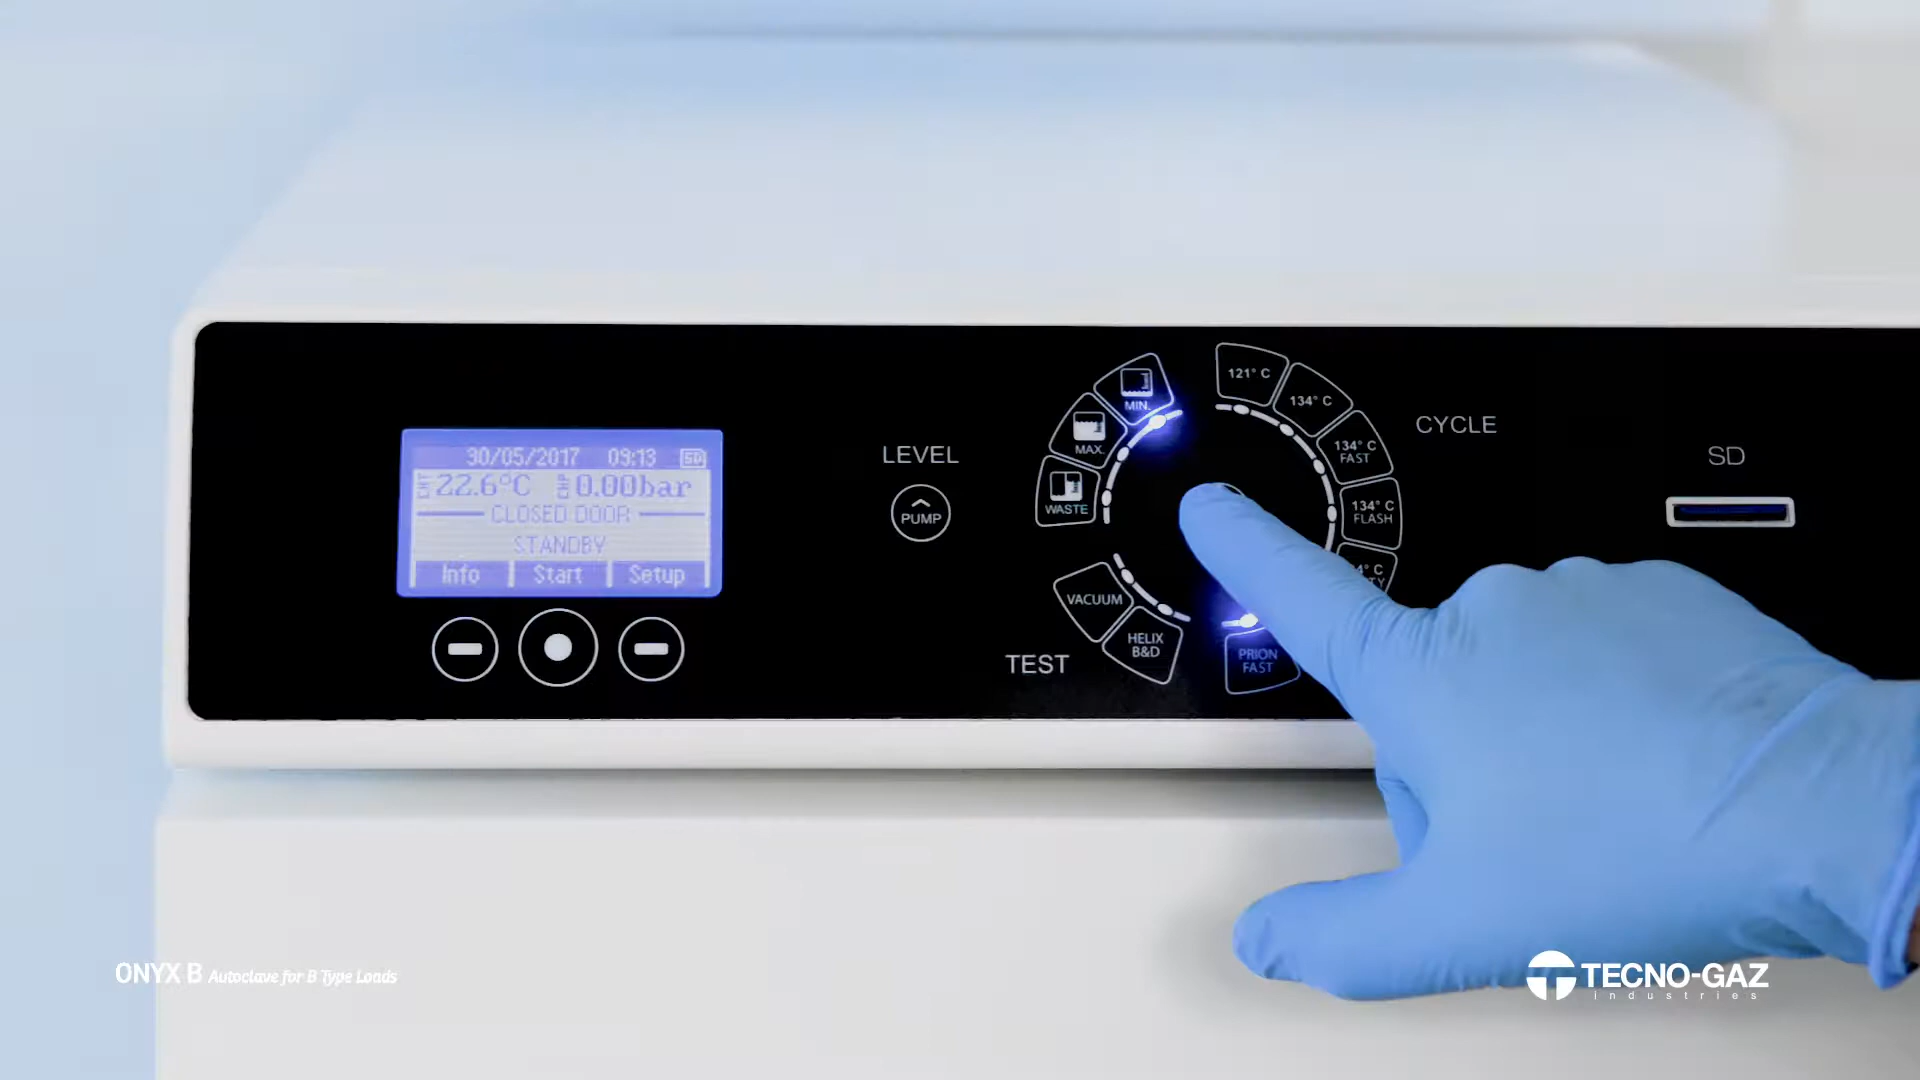 30/05/2017 09:13 SD
22.6°C 0.00bar
CLOSED DOOR
STANDBY
Info Start Setup
LEVEL
PUMP
MIN.
MAX.
WASTE
121° C
134° C
134° C
FAST
134° C
FLASH
CYCLE
VACUUM
HELIX
B&D
TEST
PRION
FAST
SD
ONYX B Autoclave for B Type Loads
TECNO-GAZ
industries